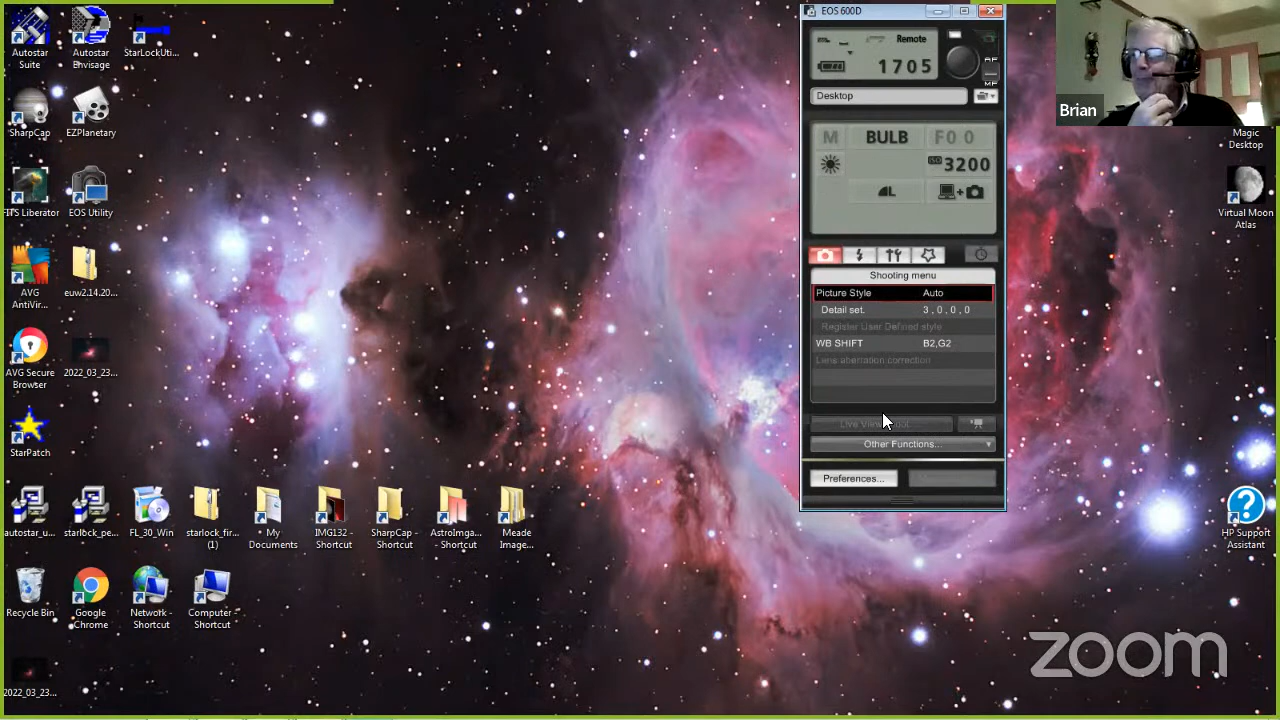 Autostar
Suite
Autostar
Envisage
StarLockUti...
SharpCap
EZPlanetary
FITS Liberator
EOS Utility
AVG
AntiVir...
euw2.14.20...
AVG Secure
Browser
2022_03_23...
StarPatch
autostar_u...
starlock_pe...
FL_30_Win
starlock_fir...
(1)
My
Documents
IMG132 -
Shortcut
SharpCap -
Shortcut
AstroImga...
- Shortcut
Meade
Image...
Recycle Bin
Google
Chrome
Network -
Shortcut
Computer -
Shortcut
2022_03_23...
EOS 600D
Remote
1705
AF
MF
Desktop
M BULB F0 0
ISO 3200
L
Shooting menu
Picture Style Auto
Detail set. 3,0,0,0
Register User Defined style
WB SHIFT B2,G2
Lens aberration correction
Other Functions...
Preferences...
Brian
Magic
Desktop
Virtual Moon
Atlas
HP Support
Assistant
zoom